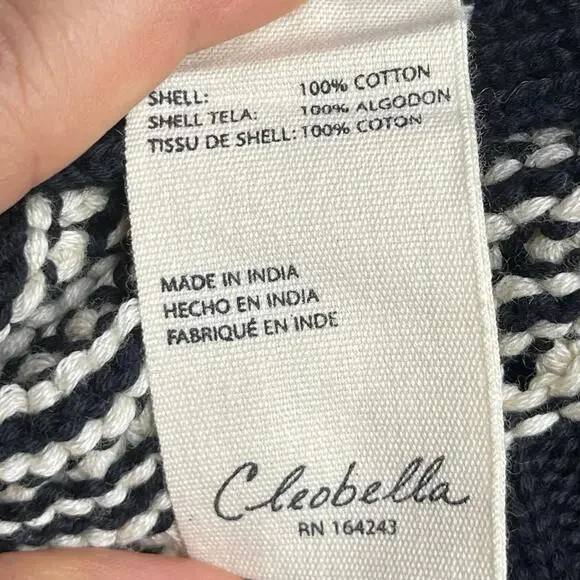 SHELL: 100% COTTON
SHELL TELA: 100% ALGODON
TISSU DE SHELL: 100% COTON
MADE IN INDIA
HECHO EN INDIA
FABRIQUÉ EN INDE
Cleobella
RN 164243